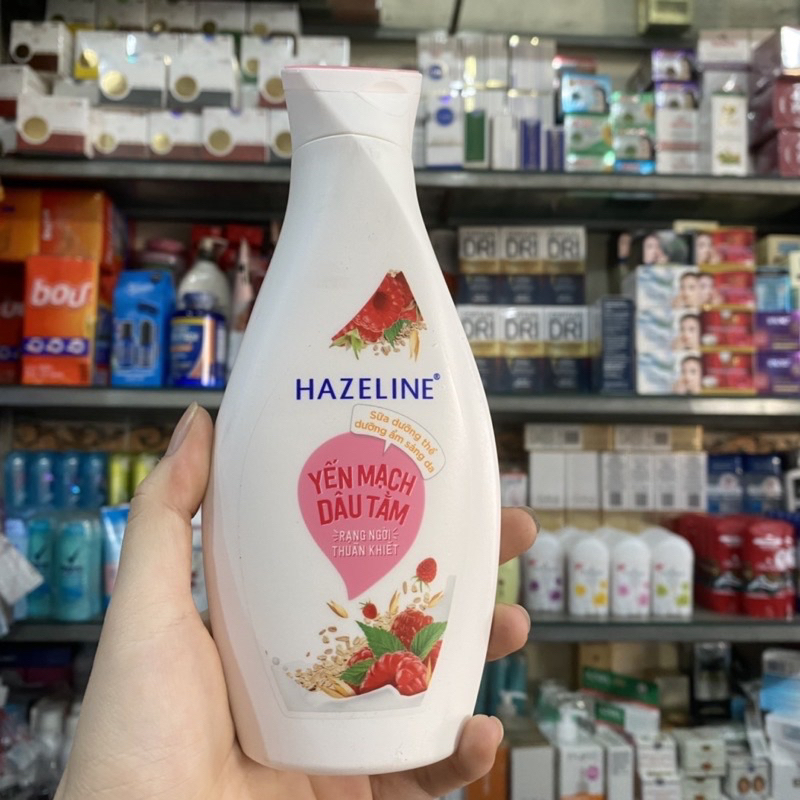 HAZELINE®
Sữa dưỡng thể
dưỡng ẩm sáng da
YẾN MẠCH
DÂU TẰM
RẠNG NGỜI
THUẦN KHIẾT
bou
DRi DRi DRi
DRi DRi DRi